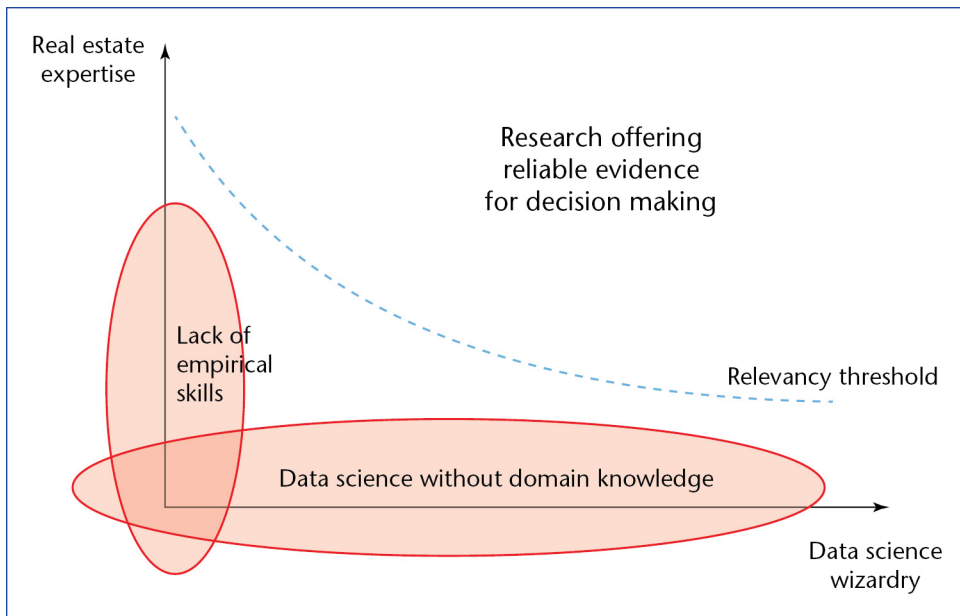 Real estate
expertise
Research offering
reliable evidence
for decision making
Lack of
empirical
skills
Relevancy threshold
Data science without domain knowledge
Data science
wizardry